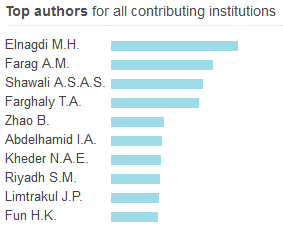 Top authors for all contributing institutions
Elnagdi M.H.
Farag A.M.
Shawali A.S.A.S.
Farghaly T.A.
Zhao B.
Abdelhamid I.A.
Kheder N.A.E.
Riyadh S.M.
Limtrakul J.P.
Fun H.K.